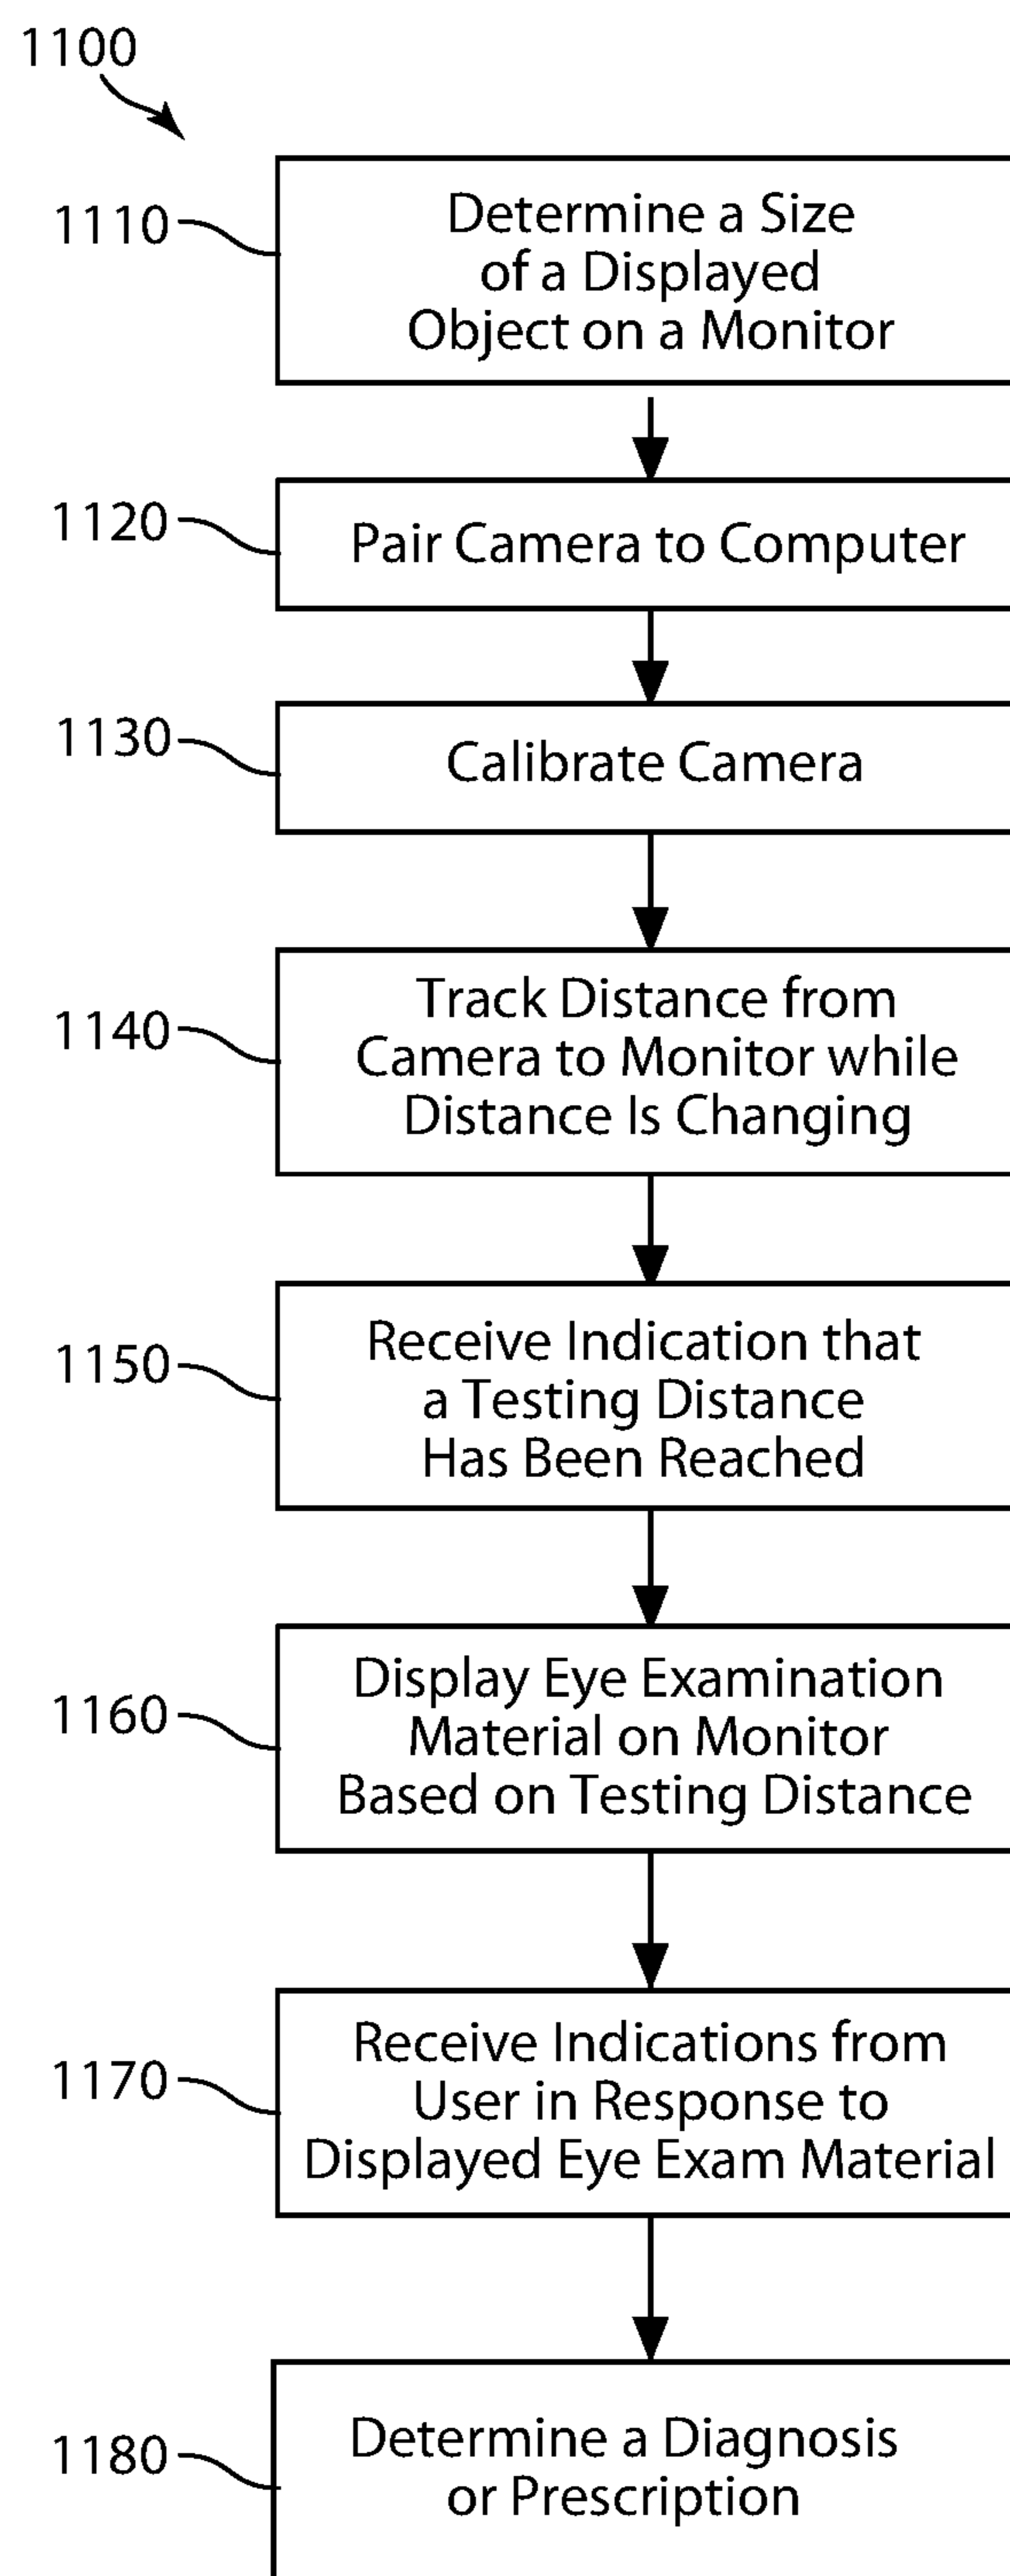 1100
1110
Determine a Size
of a Displayed
Object on a Monitor
1120
Pair Camera to Computer
1130
Calibrate Camera
1140
Track Distance from
Camera to Monitor while
Distance Is Changing
1150
Receive Indication that
a Testing Distance
Has Been Reached
1160
Display Eye Examination
Material on Monitor
Based on Testing Distance
1170
Receive Indications from
User in Response to
Displayed Eye Exam Material
1180
Determine a Diagnosis
or Prescription